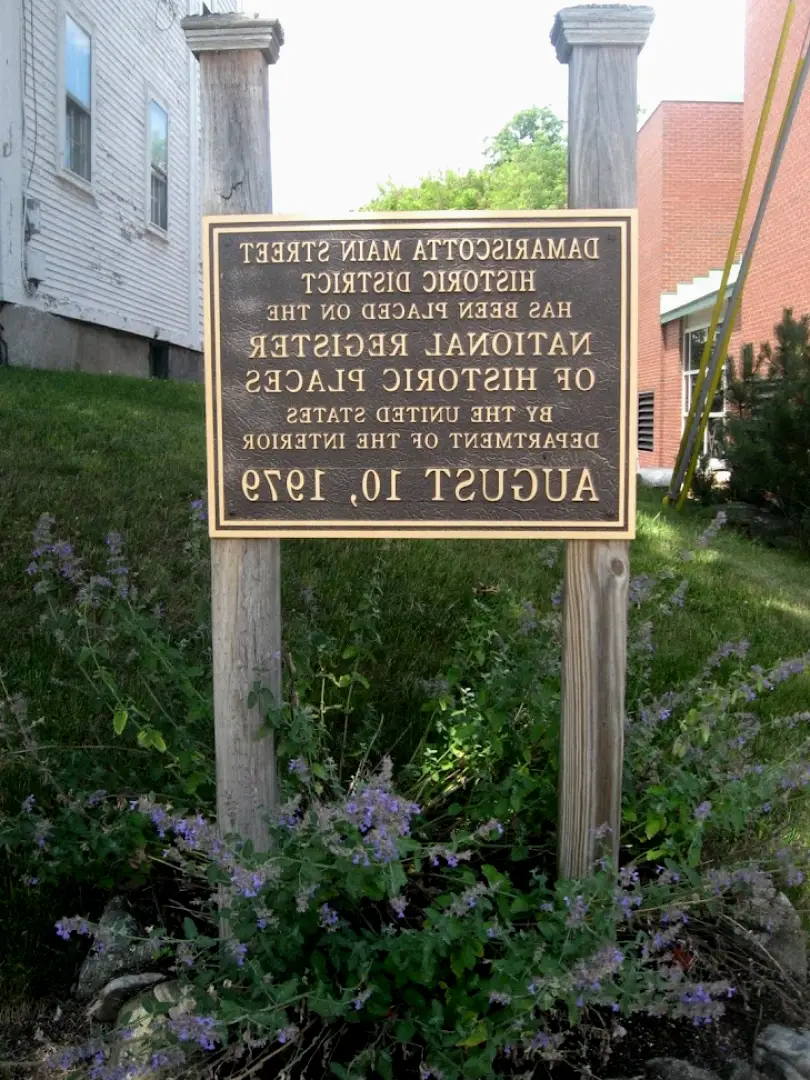 DAMARISCOTTA MAIN STREET
HISTORIC DISTRICT
HAS BEEN PLACED ON THE
NATIONAL REGISTER
OF HISTORIC PLACES
BY THE UNITED STATES
DEPARTMENT OF THE INTERIOR
AUGUST 10, 1979